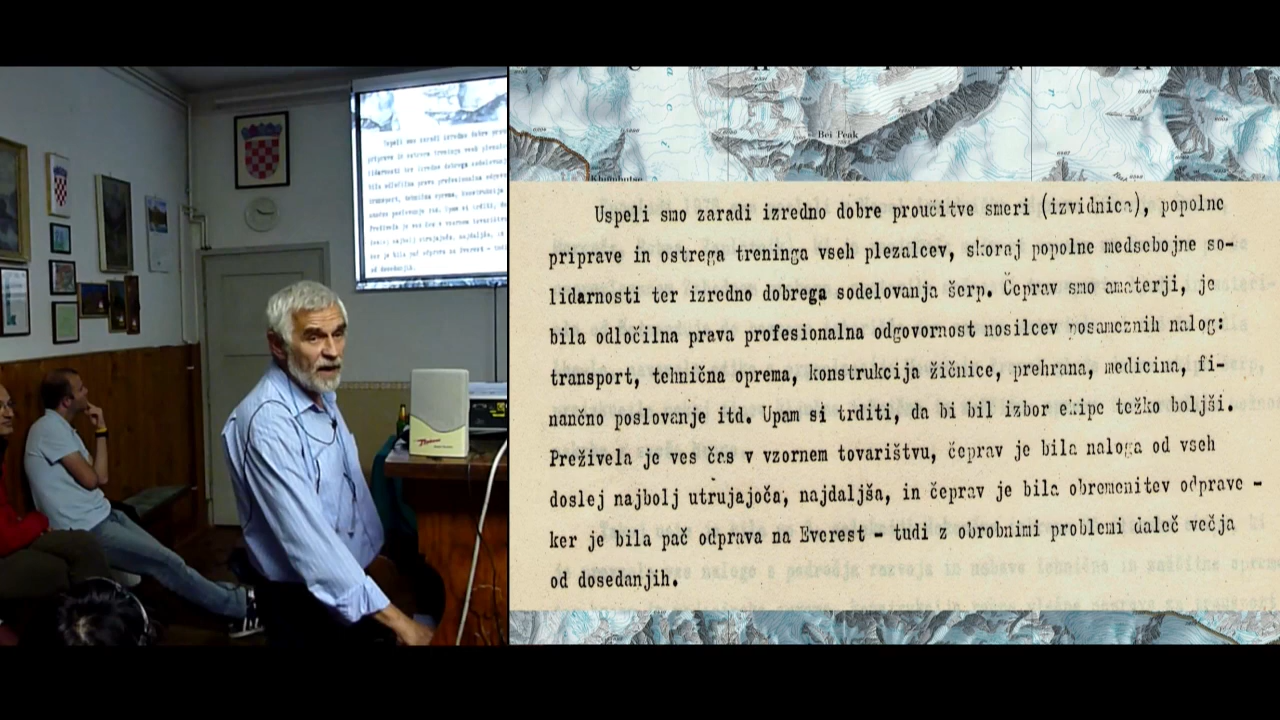 Bei Peak
Khumbutse
Uspeli smo zaradi izredno dobre proučitve smeri (izvidnica), popolne
priprave in ostrega treninga vseh plezalcev, skoraj popolne medsebojne so-
lidarnosti ter izredno dobrega sodelovanja šerp. Čeprav smo amaterji, je
bila odločilna prava profesionalna odgovornost nosilcev posameznih nalog:
transport, tehnična oprema, konstrukcija žičnice, prehrana, medicina, fi-
nančno poslovanje itd. Upam si trditi, da bi bil izbor ekipe težko boljši.
Preživela je ves čas v vzornem tovarištvu, čeprav je bila naloga od vseh
doslej najbolj utrujajoča, najdaljša, in čeprav je bila obremenitev odprave -
ker je bila pač odprava na Everest - tudi z obrobnimi problemi daleč večja
od dosedanjih.